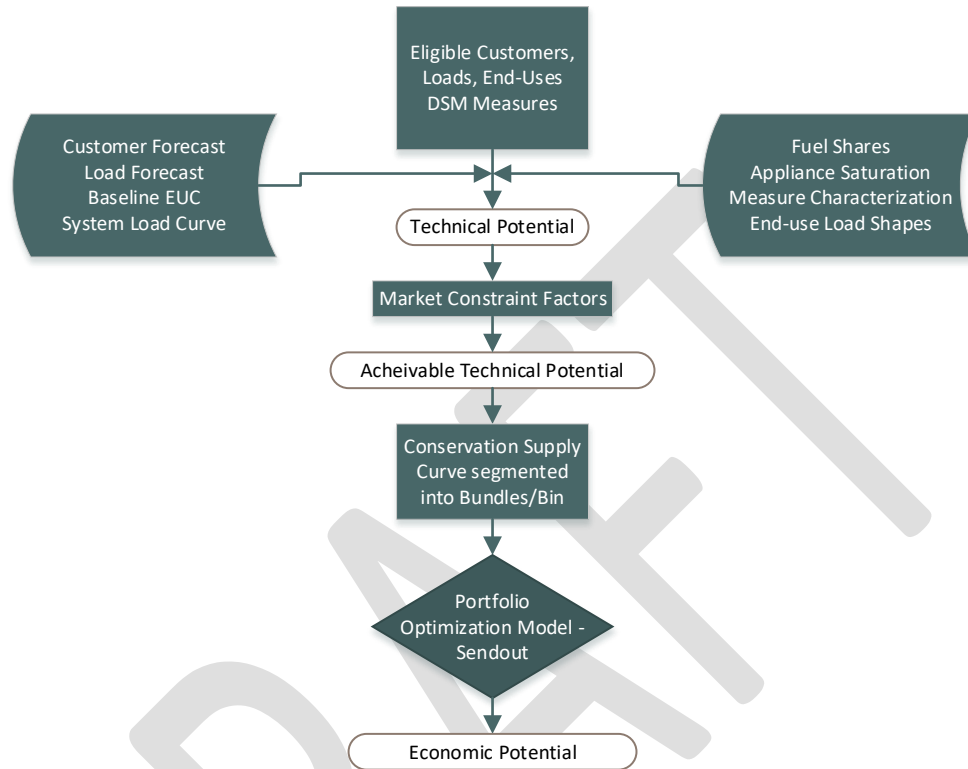 Eligible Customers,
Loads, End-Uses
DSM Measures
Customer Forecast
Load Forecast
Baseline EUC
System Load Curve
Fuel Shares
Appliance Saturation
Measure Characterization
End-use Load Shapes
Technical Potential
Market Constraint Factors
Acheivable Technical Potential
Conservation Supply
Curve segmented
into Bundles/Bin
Portfolio
Optimization Model -
Sendout
Economic Potential
DRAFT